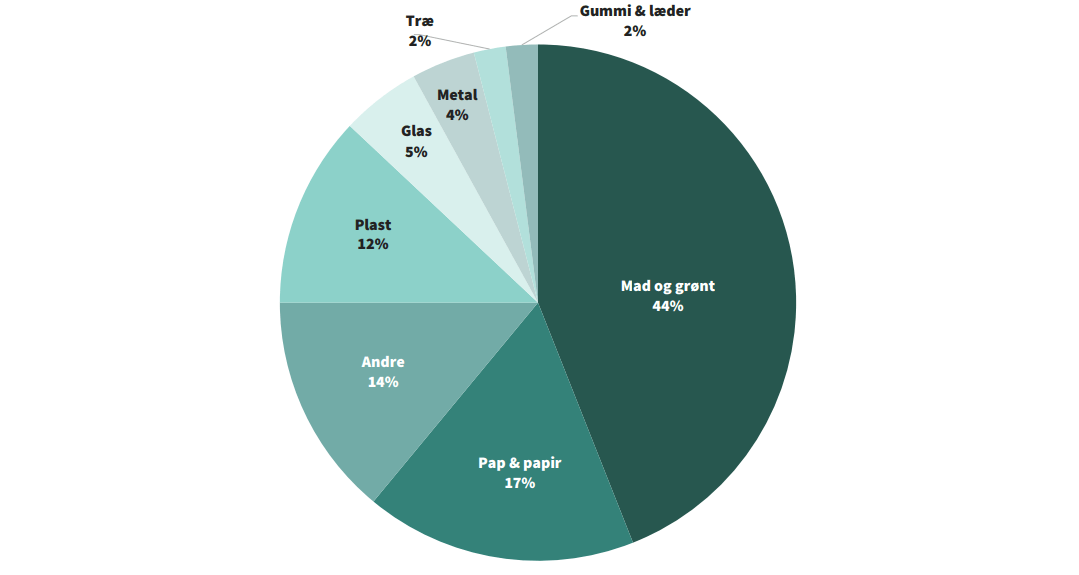 Træ
2%
Gummi & læder
2%
Metal
4%
Glas
5%
Plast
12%
Mad og grønt
44%
Andre
14%
Pap & papir
17%